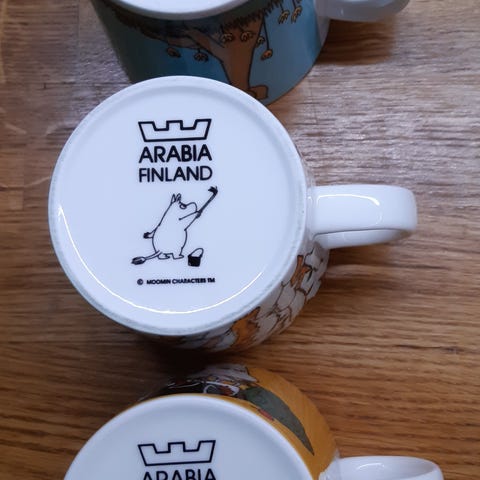 ARABIA
FINLAND
© MOOMIN CHARACTERS TM
ARABIA